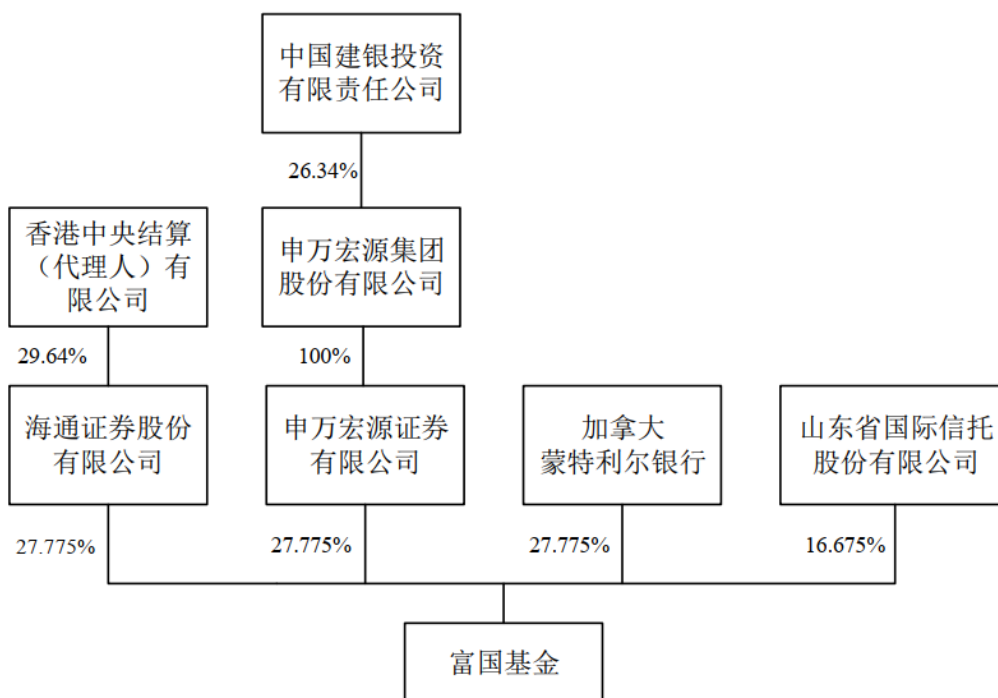 中国建银投资
有限责任公司
26.34%
香港中央结算
（代理人）有
限公司
申万宏源集团
股份有限公司
29.64%
100%
海通证券股份
有限公司
申万宏源证券
有限公司
加拿大
蒙特利尔银行
山东省国际信托
股份有限公司
27.775%
27.775%
27.775%
16.675%
富国基金